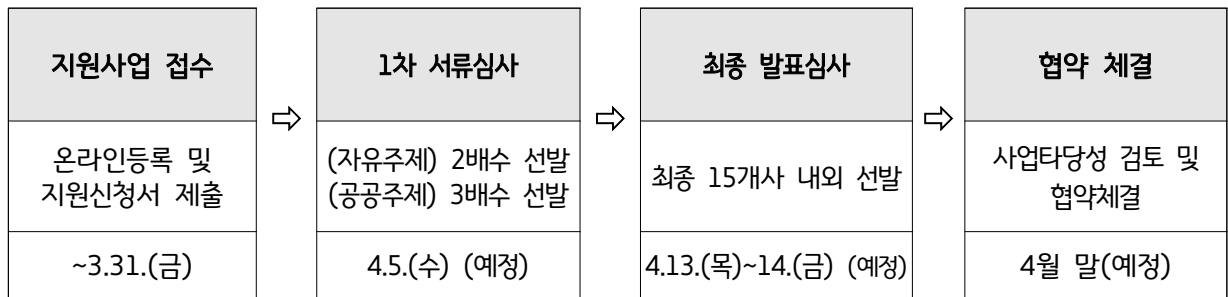 지원사업 접수
온라인등록 및
지원신청서 제출
~3.31.(금)
⇨
1차 서류심사
(자유주제) 2배수 선발
(공공주제) 3배수 선발
4.5.(수) (예정)
⇨
최종 발표심사
최종 15개사 내외 선발
4.13.(목)~14.(금) (예정)
⇨
협약 체결
사업타당성 검토 및
협약체결
4월 말(예정)